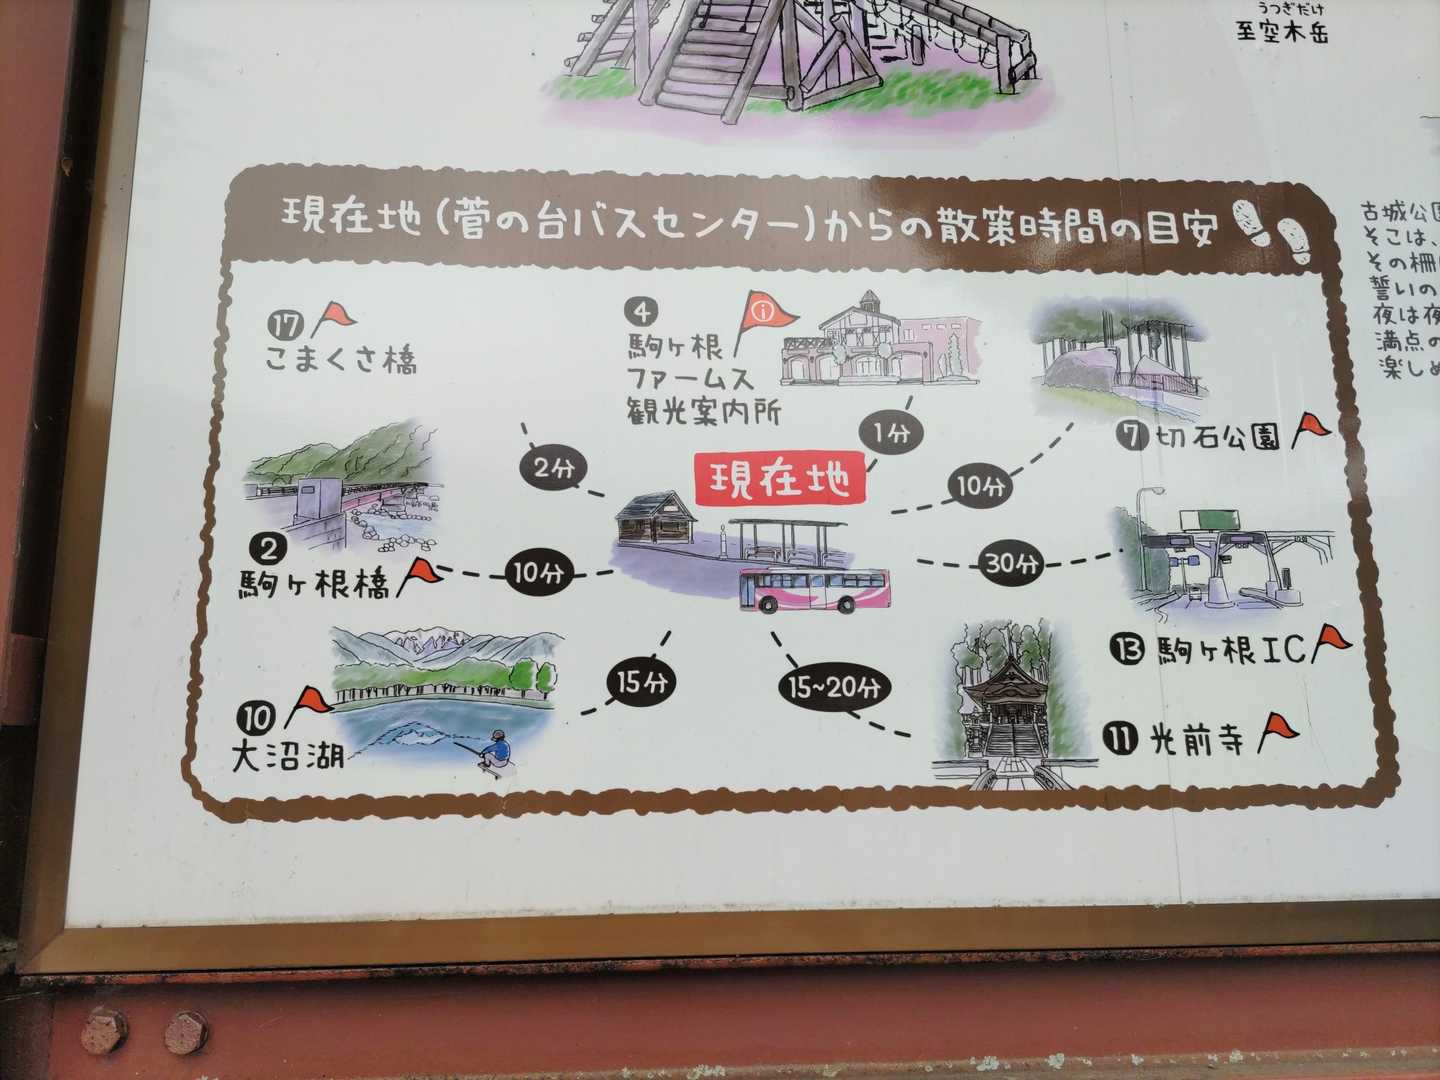 うつぎだけ
至空木岳
現在地(菅の台バスセンター)からの散策時間の目安
17
こまくさ橋
4
駒ヶ根
ファームス
観光案内所
i
7 切石公園
2分
1分
10分
現在地
2
駒ヶ根橋
10分
30分
13 駒ヶ根IC
10
大沼湖
15分
15~20分
11 光前寺
古城公園
そこは、
その柵
誓いの
夜は夜
満点の
楽しめ